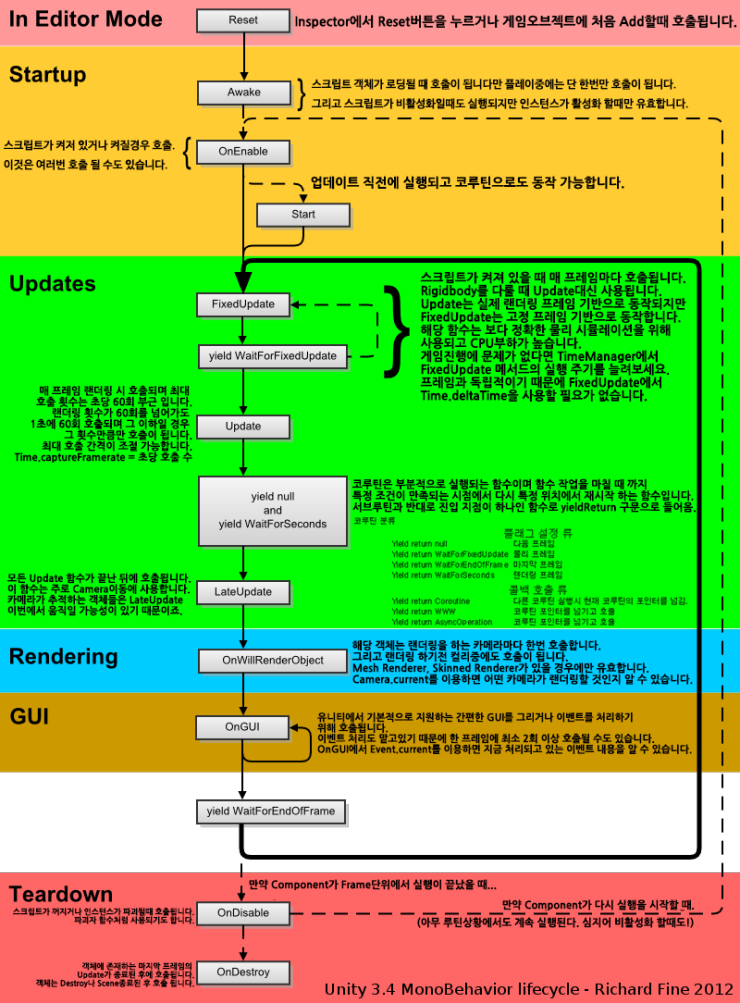 In Editor Mode
Reset
Inspector에서 Reset버튼을 누르거나 게임오브젝트에 처음 Add할때 호출됩니다.
Startup
Awake
스크립트 객체가 로딩될 때 호출이 됩니다만 플레이중에는 단 한번만 호출이 됩니다.
그리고 스크립트가 비활성화일때도 실행되지만 인스턴스가 활성화 할때만 유효합니다.
스크립트가 켜져 있거나 켜질경우 호출.
이것은 여러번 호출 될 수도 있습니다.
OnEnable
업데이트 직전에 실행되고 코루틴으로도 동작 가능합니다.
Start
Updates
FixedUpdate
yield WaitForFixedUpdate
스크립트가 켜져 있을 때 매 프레임마다 호출됩니다.
Rigidbody를 다룰 때 Update대신 사용됩니다.
Update는 실제 랜더링 프레임 기반으로 동작되지만
FixedUpdate는 고정 프레임 기반으로 동작합니다.
해당 함수는 보다 정확한 물리 시뮬레이션을 위해
사용되고 CPU부하가 높습니다.
게임진행에 문제가 없다면 TimeManager에서
FixedUpdate 메서드의 실행 주기를 늘려보세요.
프레임과 독립적이기 때문에 FixedUpdate에서
Time.deltaTime을 사용할 필요가 없습니다.
매 프레임 랜더링 시 호출되며 최대
호출 횟수는 초당 60회 부근 입니다.
랜더링 횟수가 60회를 넘어가도
1초에 60회 호출되며 그 이하일 경우
그 횟수만큼만 호출이 됩니다.
최대 호출 간격이 조절 가능합니다.
Time.captureFramerate = 초당 호출 수
Update
yield null
and
yield WaitForSeconds
코루틴은 부분적으로 실행되는 함수이며 함수 작업을 마칠 때 까지
특정 조건이 만족되는 시점에서 다시 특정 위치에서 재시작 하는 함수입니다.
서브루틴과 반대로 진입 지점이 하나인 함수로 yieldReturn 구문으로 들어옴.
코루틴 분류
플래그 설정 류
Yield return null 다음 프레임
Yield return WaitForFixedUpdate 물리 프레임
Yield return WaitForEndOfFrame 마지막 프레임
Yield return WaitForSeconds 랜더링 프레임
콜백 호출 류
Yield return Coroutine 다른 코루틴 실행시 현재 코루틴의 포인터를 넘김.
Yield return WWW 코루틴 포인터를 넘기고 호출
Yield return AsyncOperation 코루틴 포인터를 넘기고 호출
모든 Update 함수가 끝난 뒤에 호출됩니다.
이 함수는 주로 Camera이동에 사용합니다.
카메라가 추적하는 객체들은 LateUpdate
이번에서 움직일 가능성이 있기 때문이죠.
LateUpdate
Rendering
OnWillRenderObject
해당 객체는 랜더링을 하는 카메라마다 한번 호출합니다.
그리고 랜더링 하기전 컬리중에도 호출이 됩니다.
Mesh Renderer, Skinned Renderer가 있을 경우에만 유효합니다.
Camera.current를 이용하면 어떤 카메라가 랜더링할 것인지 알 수 있습니다.
GUI
OnGUI
유니티에서 기본적으로 지원하는 간편한 GUI를 그리거나 이벤트를 처리하기
위해 호출됩니다.
이벤트 처리도 맡고있기 때문에 한 프레임에 최소 2회 이상 호출될 수도 있습니다.
OnGUI에서 Event.current를 이용하면 지금 처리되고 있는 이벤트 내용을 알 수 있습니다.
yield WaitForEndOfFrame
Teardown
만약 Component가 Frame단위에서 실행이 끝났을 때...
스크립트가 꺼지거나 인스턴스가 파괴될때 호출됩니다.
파괴자 함수처럼 사용되기도 합니다.
OnDisable
만약 Component가 다시 실행을 시작할 때.
(아무 루틴상황에서도 계속 실행된다. 심지어 비활성화 할때도!)
객체에 존재하는 마지막 프레임의
Update가 종료된 후에 호출됩니다.
객체는 Destroy나 Scene종료된 후 호출 됩니다.
OnDestroy
Unity 3.4 MonoBehavior lifecycle - Richard Fine 2012